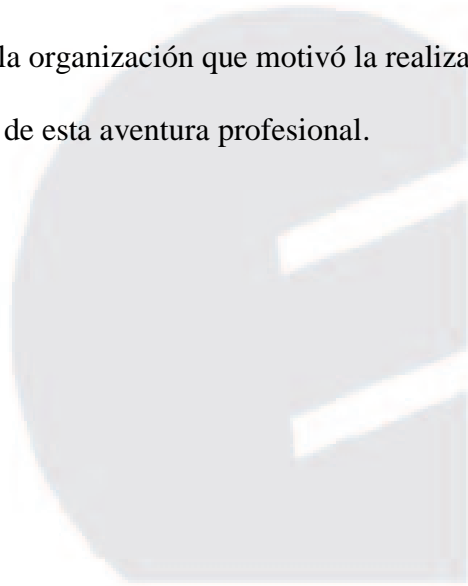 la organización que motivó la realiza
de esta aventura profesional.